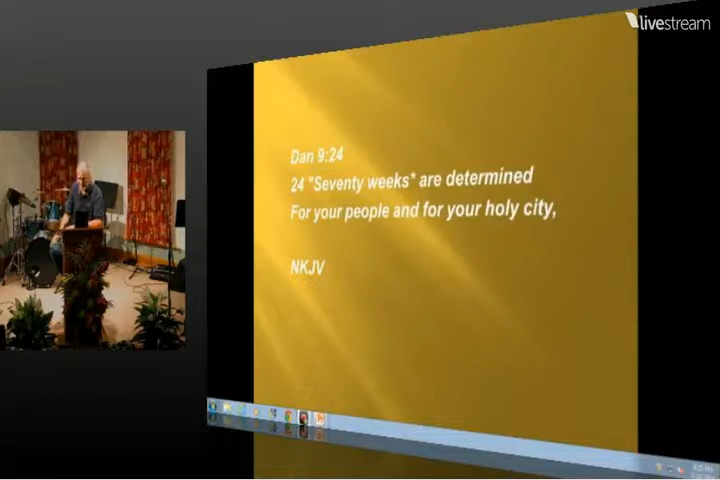 livestream
Dan 9:24
24 "Seventy weeks* are determined
For your people and for your holy city,
NKJV